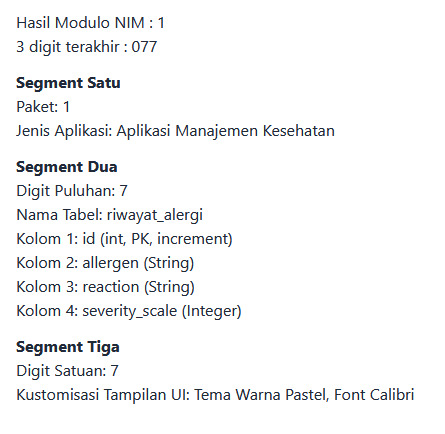 Hasil Modulo NIM : 1
3 digit terakhir : 077
Segment Satu
Paket: 1
Jenis Aplikasi: Aplikasi Manajemen Kesehatan
Segment Dua
Digit Puluhan: 7
Nama Tabel: riwayat_alergi
Kolom 1: id (int, PK, increment)
Kolom 2: allergen (String)
Kolom 3: reaction (String)
Kolom 4: severity_scale (Integer)
Segment Tiga
Digit Satuan: 7
Kustomisasi Tampilan UI: Tema Warna Pastel, Font Calibri